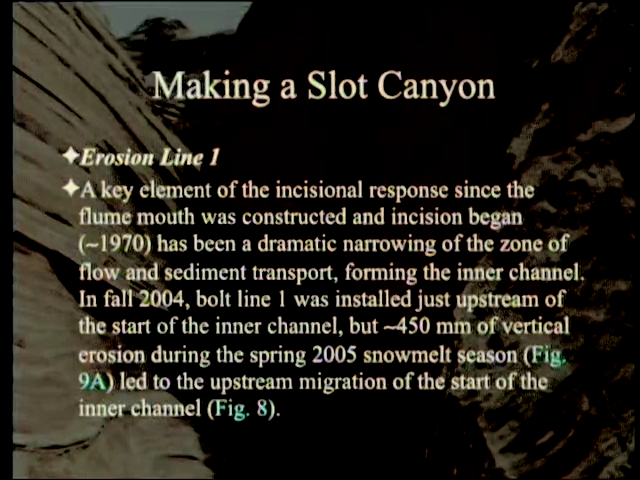 Making a Slot Canyon
✦Erosion Line 1
✦A key element of the incisional response since the
flume mouth was constructed and incision began
(~1970) has been a dramatic narrowing of the zone of
flow and sediment transport, forming the inner channel.
In fall 2004, bolt line 1 was installed just upstream of
the start of the inner channel, but ~450 mm of vertical
erosion during the spring 2005 snowmelt season (Fig.
9A) led to the upstream migration of the start of the
inner channel (Fig. 8).